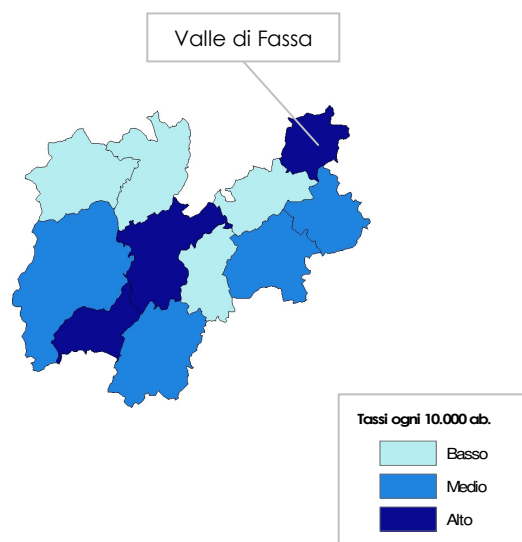 Valle di Fassa
Tassi ogni 10.000 ab.
Basso
Medio
Alto